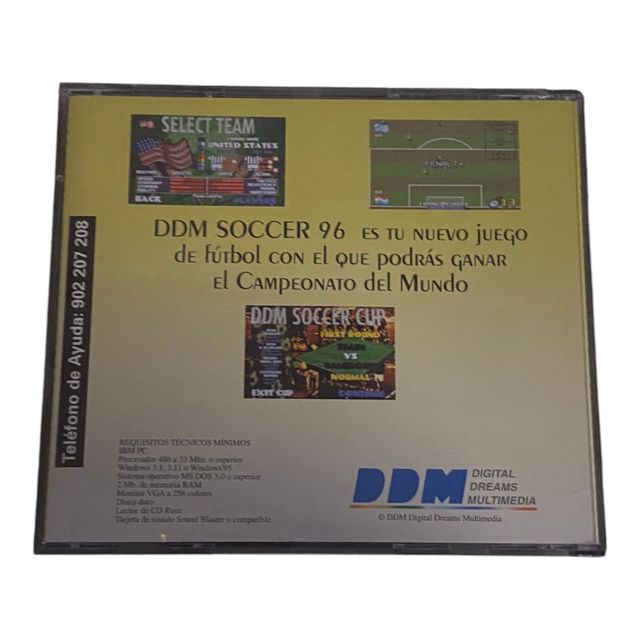 SELECT TEAM
UNITED STATES
BACK
PENALTY
DDM SOCCER 96 ES TU NUEVO JUEGO
DE FÚTBOL CON EL QUE PODRÁS GANAR
EL CAMPEONATO DEL MUNDO
DDM SOCCER CUP
FIRST ROUND
VS
NORMAL
EXIT CUP
CONTINUE
Teléfono de Ayuda: 902 207 208
REQUISITOS TÉCNICOS MÍNIMOS
IBM PC
Procesador 486 a 33 Mhz. o superior
Windows 3.1, 3.11 o Windows95
Sistema operativo MS DOS 5.0 o superior
2 Mb. de memoria RAM
Monitor VGA a 256 colores
Disco duro
Lector de CD Rom
Tarjeta de sonido Sound Blaster o compatible
DDM DIGITAL
DREAMS
MULTIMEDIA
© DDM Digital Dreams Multimedia